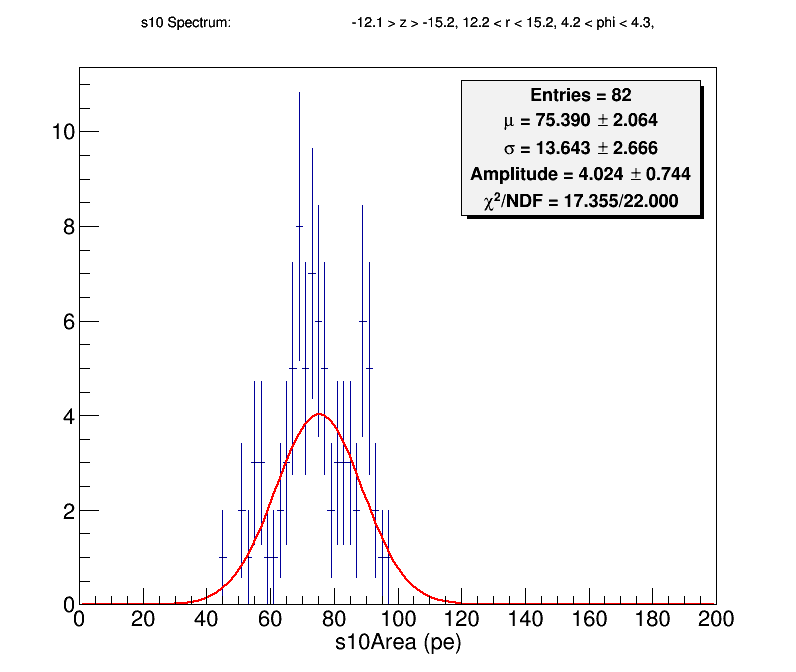 s10 Spectrum: -12.1 > z > -15.2, 12.2 < r < 15.2, 4.2 < phi < 4.3,
Entries = 82
μ = 75.390 ± 2.064
σ = 13.643 ± 2.666
Amplitude = 4.024 ± 0.744
χ²/NDF = 17.355/22.000
10
8
6
4
2
0
0 20 40 60 80 100 120 140 160 180 200
s10Area (pe)